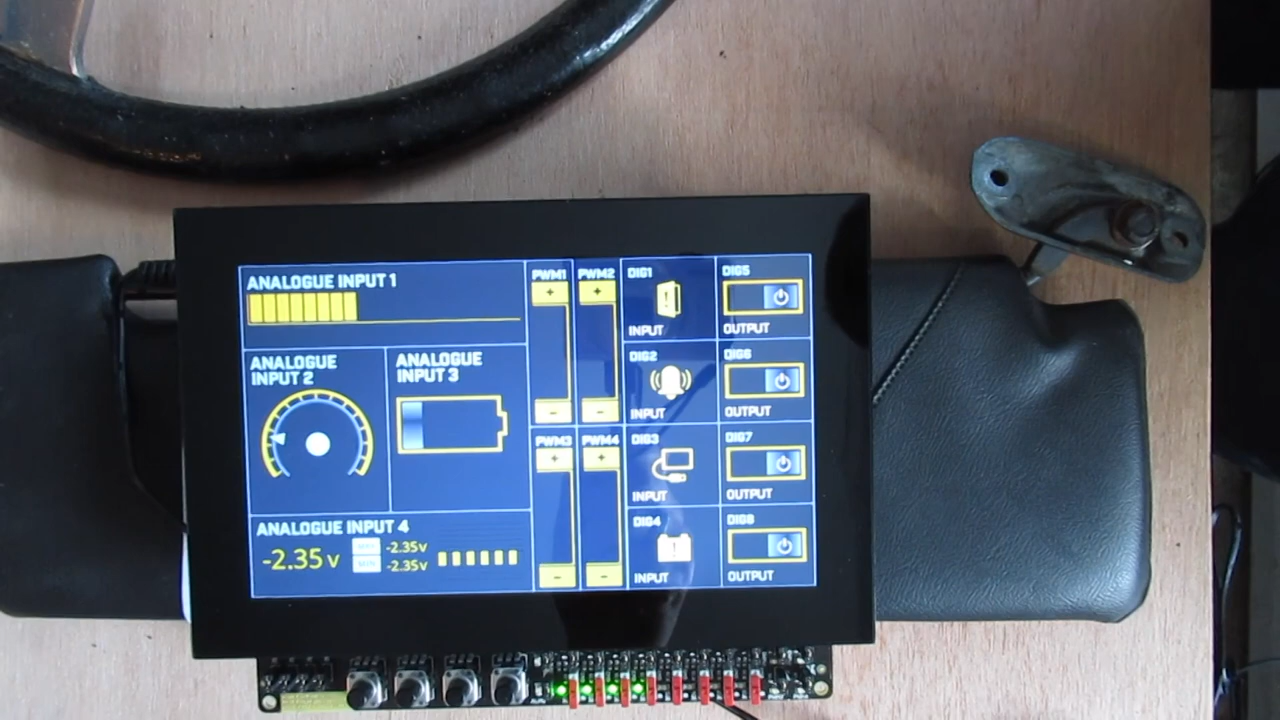 ANALOGUE INPUT 1
ANALOGUE
INPUT 2
ANALOGUE
INPUT 3
ANALOGUE INPUT 4
-2.35 v
-2.35v
MIN
-2.35v
PWM1
+
-
PWM2
+
-
PWM3
+
-
PWM4
+
-
DIG1
INPUT
DIG2
INPUT
DIG3
INPUT
DIG4
INPUT
DIG5
OUTPUT
DIG6
OUTPUT
DIG7
OUTPUT
DIG8
OUTPUT